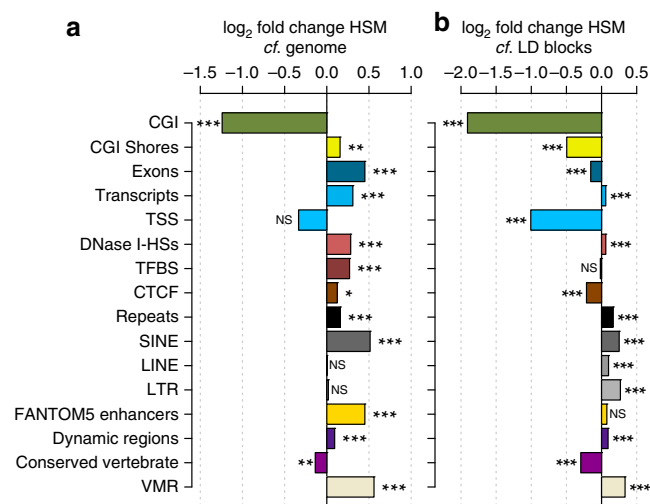 a
log2 fold change HSM
cf. genome
−1.5 −1.0 −0.5 0.0 0.5 1.0
b
log2 fold change HSM
cf. LD blocks
−2.0 −1.5 −1.0 −0.5 0.0 0.5
CGI *** ***
CGI Shores ** ***
Exons *** ***
Transcripts *** ***
TSS NS ***
DNase I-HSs *** ***
TFBS *** NS
CTCF * ***
Repeats *** ***
SINE *** ***
LINE NS ***
LTR NS ***
FANTOM5 enhancers *** NS
Dynamic regions *** ***
Conserved vertebrate ** ***
VMR *** ***